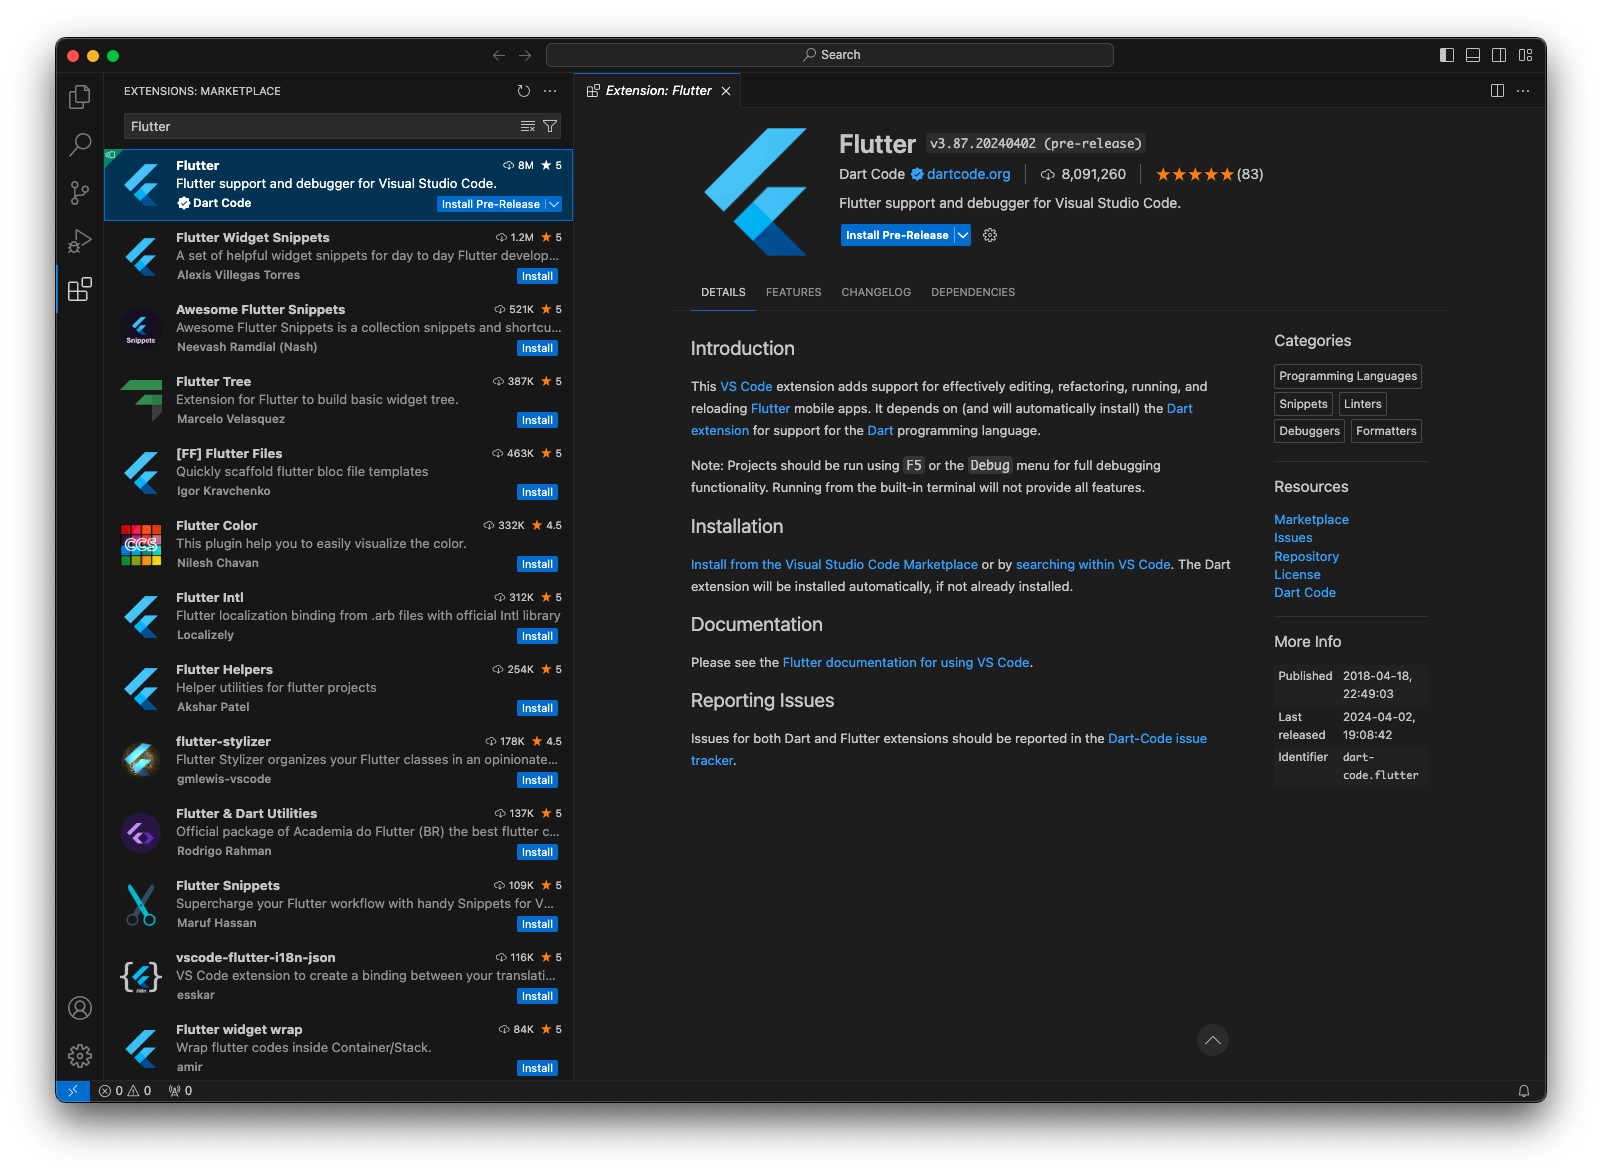 Search
EXTENSIONS: MARKETPLACE
Flutter
Flutter 8M ★ 5
Flutter support and debugger for Visual Studio Code.
Dart Code Install Pre-Release
Flutter Widget Snippets 1.2M ★ 5
A set of helpful widget snippets for day to day Flutter develop...
Alexis Villegas Torres Install
Snippets
Awesome Flutter Snippets 521K ★ 5
Awesome Flutter Snippets is a collection snippets and shortcu...
Neevash Ramdial (Nash) Install
Flutter Tree 387K ★ 5
Extension for Flutter to build basic widget tree.
Marcelo Velasquez Install
[FF] Flutter Files 463K ★ 5
Quickly scaffold flutter bloc file templates
Igor Kravchenko Install
CCS
Flutter Color 332K ★ 4.5
This plugin help you to easily visualize the color.
Nilesh Chavan Install
Flutter Intl 312K ★ 5
Flutter localization binding from .arb files with official Intl library
Localizely Install
Flutter Helpers 254K ★ 5
Helper utilities for flutter projects
Akshar Patel Install
flutter-stylizer 178K ★ 4.5
Flutter Stylizer organizes your Flutter classes in an opinionate...
gmlewis-vscode Install
Flutter & Dart Utilities 137K ★ 5
Official package of Academia do Flutter (BR) the best flutter c...
Rodrigo Rahman Install
Flutter Snippets 109K ★ 5
Supercharge your Flutter workflow with handy Snippets for V...
Maruf Hassan Install
vscode-flutter-i18n-json 116K ★ 5
VS Code extension to create a binding between your translati...
esskar Install
Flutter widget wrap 84K ★ 5
Wrap flutter codes inside Container/Stack.
amir Install
Extension: Flutter
Flutter v3.87.20240402 (pre-release)
Dart Code dartcode.org 8,091,260 ★★★★★(83)
Flutter support and debugger for Visual Studio Code.
Install Pre-Release
DETAILS FEATURES CHANGELOG DEPENDENCIES
Introduction
This VS Code extension adds support for effectively editing, refactoring, running, and
reloading Flutter mobile apps. It depends on (and will automatically install) the Dart
extension for support for the Dart programming language.
Note: Projects should be run using F5 or the Debug menu for full debugging
functionality. Running from the built-in terminal will not provide all features.
Installation
Install from the Visual Studio Code Marketplace or by searching within VS Code. The Dart
extension will be installed automatically, if not already installed.
Documentation
Please see the Flutter documentation for using VS Code.
Reporting Issues
Issues for both Dart and Flutter extensions should be reported in the Dart-Code issue
tracker.
Categories
Programming Languages
Snippets Linters
Debuggers Formatters
Resources
Marketplace
Issues
Repository
License
Dart Code
More Info
Published 2018-04-18,
22:49:03
Last 2024-04-02,
released 19:08:42
Identifier dart-
code.flutter
0 0 0